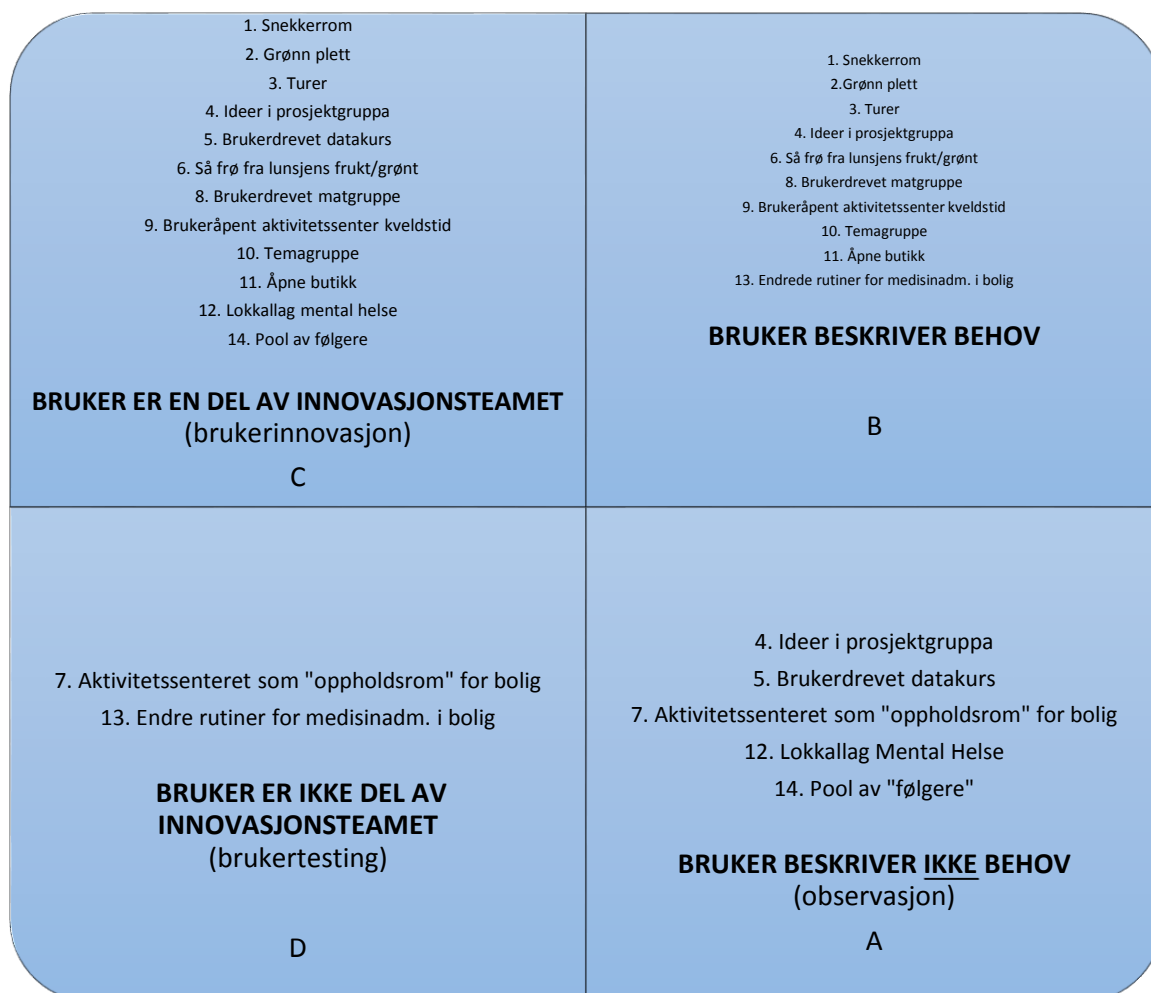 1. Snekkerrom
2. Grønn plett
3. Turer
4. Ideer i prosjektgruppa
5. Brukerdrevet datakurs
6. Så frø fra lunsjens frukt/grønt
8. Brukerdrevet matgruppe
9. Brukeråpent aktivitetssenter kveldstid
10. Temagruppe
11. Åpne butikk
12. Lokkallag mental helse
14. Pool av følgere
BRUKER ER EN DEL AV INNOVASJONSTEAMET
(brukerinnovasjon)
C
1. Snekkerrom
2.Grønn plett
3. Turer
4. Ideer i prosjektgruppa
6. Så frø fra lunsjens frukt/grønt
8. Brukerdrevet matgruppe
9. Brukeråpent aktivitetssenter kveldstid
10. Temagruppe
11. Åpne butikk
13. Endrede rutiner for medisinadm. i bolig
BRUKER BESKRIVER BEHOV
B
7. Aktivitetssenteret som "oppholdsrom" for bolig
13. Endre rutiner for medisinadm. i bolig
BRUKER ER IKKE DEL AV
INNOVASJONSTEAMET
(brukertesting)
D
4. Ideer i prosjektgruppa
5. Brukerdrevet datakurs
7. Aktivitetssenteret som "oppholdsrom" for bolig
12. Lokkallag Mental Helse
14. Pool av "følgere"
BRUKER BESKRIVER IKKE BEHOV
(observasjon)
A